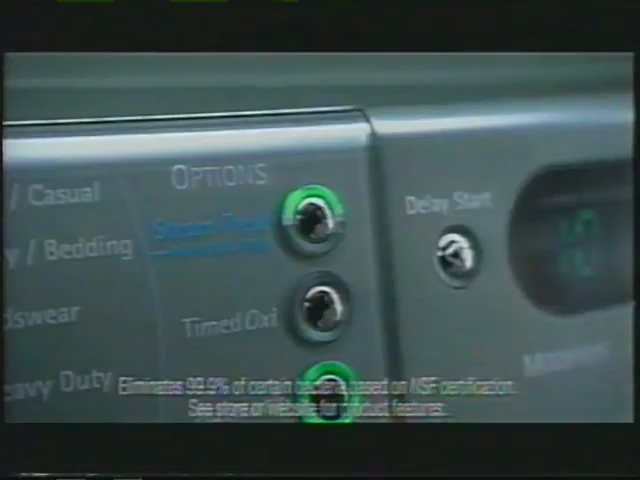 OPTIONS
/ Casual
Delay Start
y / Bedding
dswear
Timed Oxi
eavy Duty
Eliminates 99.9% of certain bacteria based on NSF certification.
See store or website for product features.